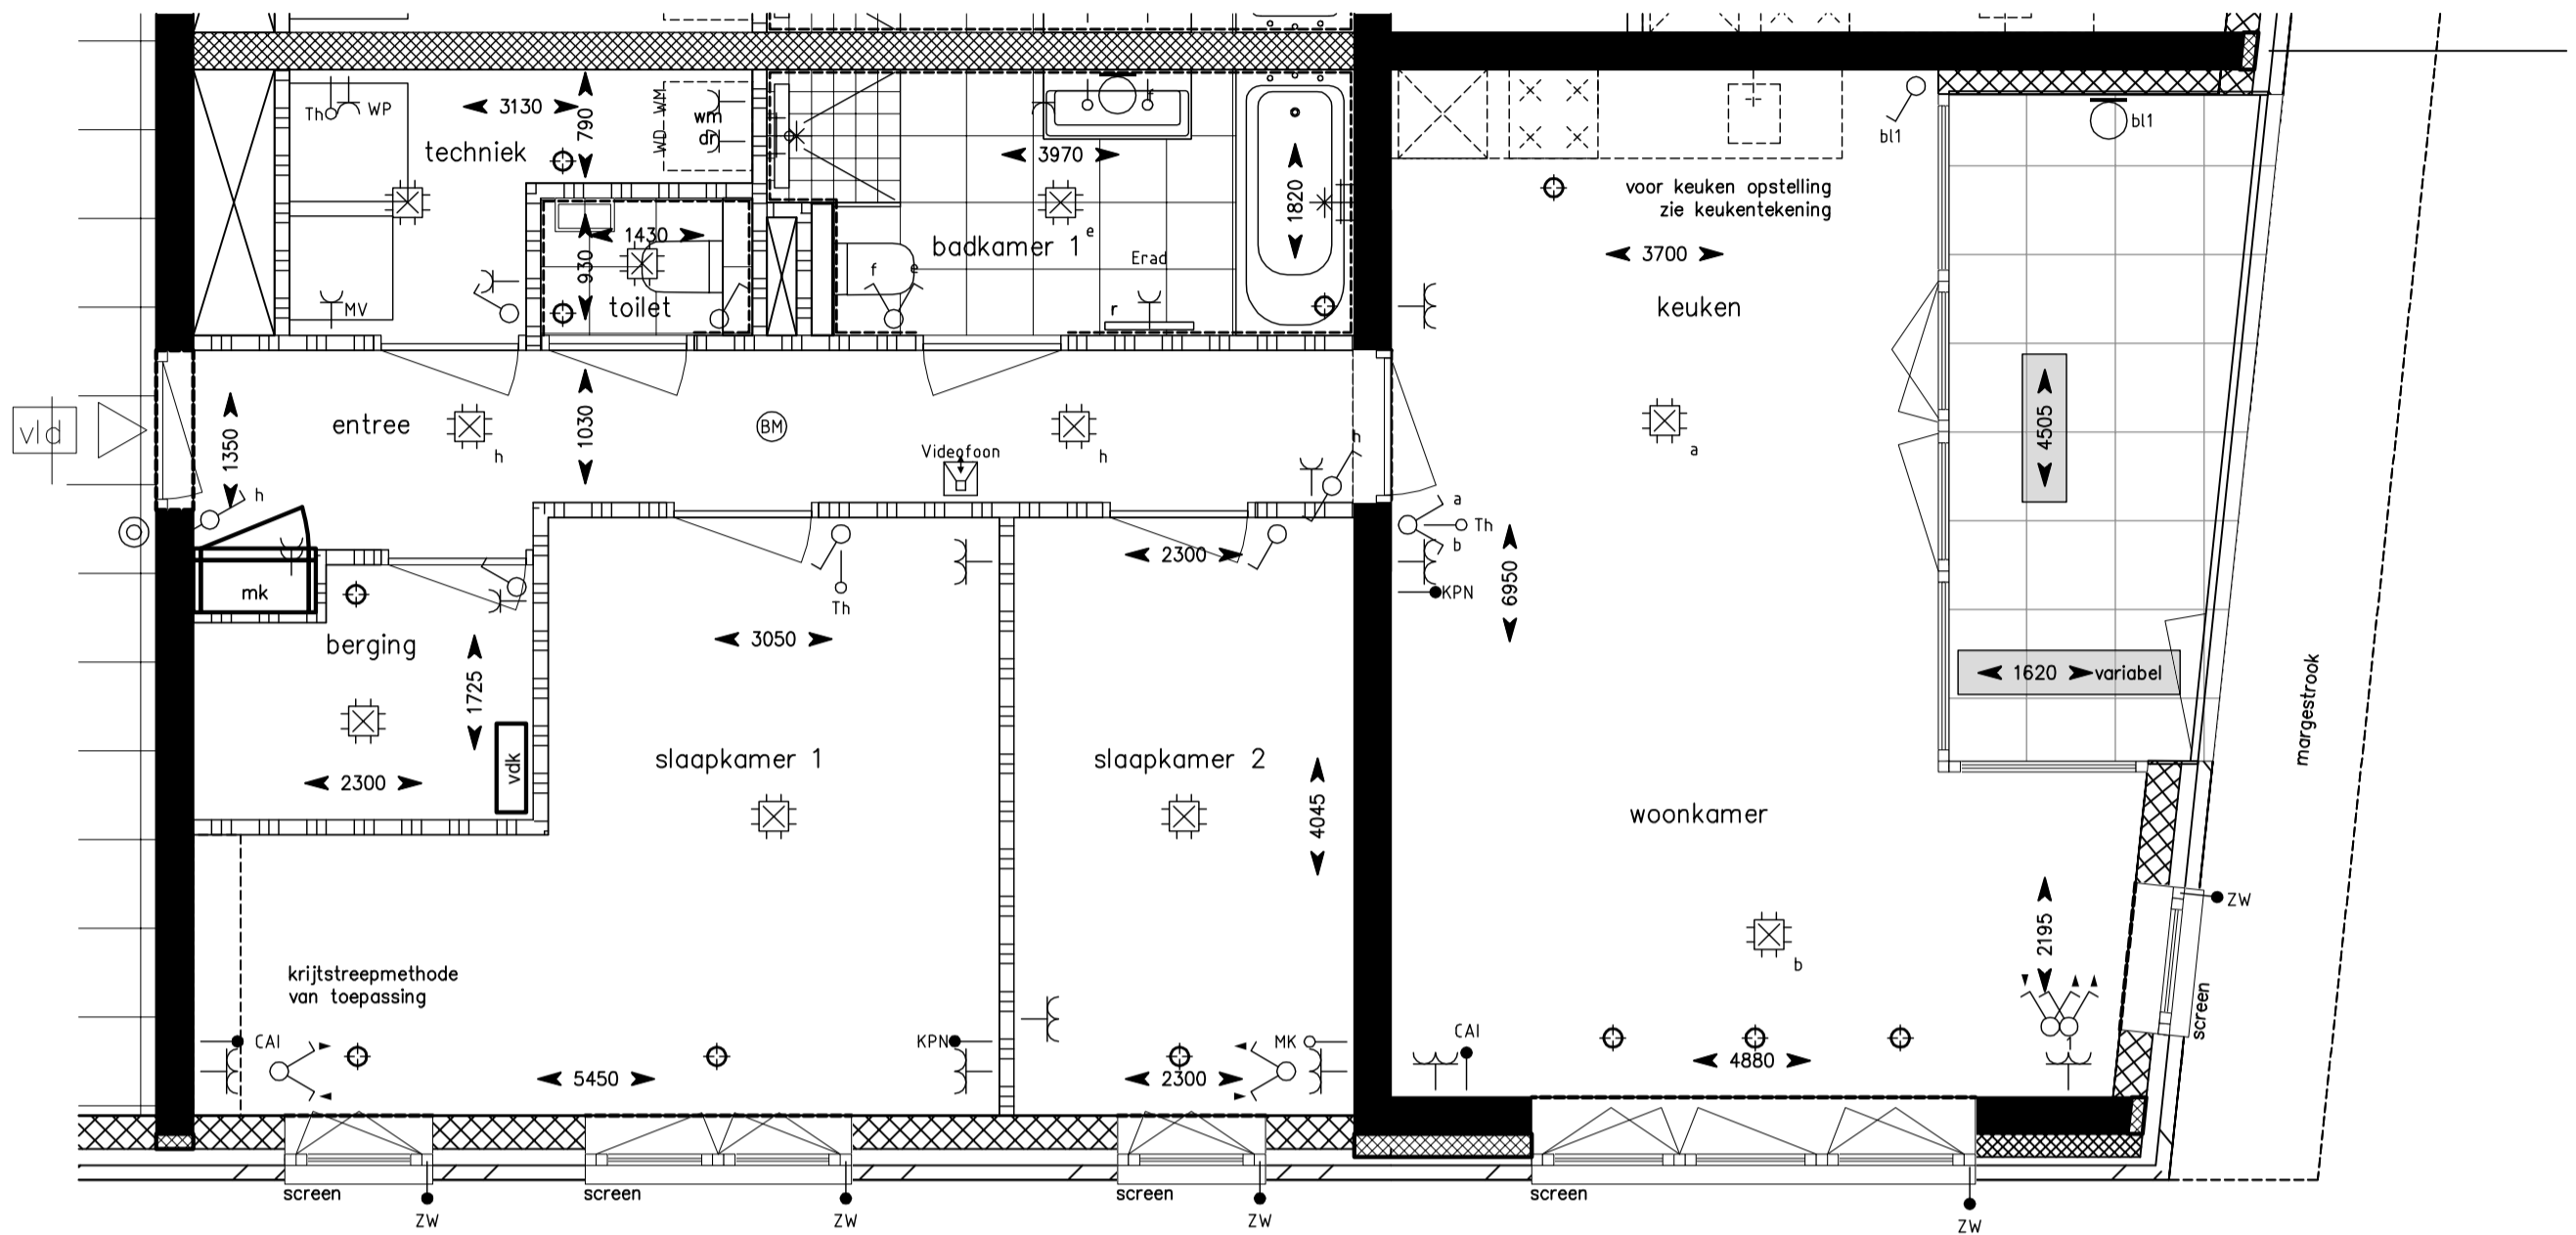 Th
WP
3130
790
WD WM
wm
dr
techniek
3970
f
bl1
bl1
voor keuken opstelling
zie keukentekening
1820
1430
930
badkamer 1
e
f
e
Erad
r
3700
MV
toilet
keuken
vld
1350
entree
h
1030
BM
Videofoon
h
h
a
4505
h
a
Th
b
KPN
2300
mk
Th
6950
berging
3050
1725
1620
variabel
margestrook
vdk
2300
slaapkamer 1
slaapkamer 2
4045
woonkamer
ZW
2195
b
krijtstreepmethode
van toepassing
screen
CAI
KPN
MK
CAI
5450
2300
4880
screen
screen
screen
screen
ZW
ZW
ZW
ZW